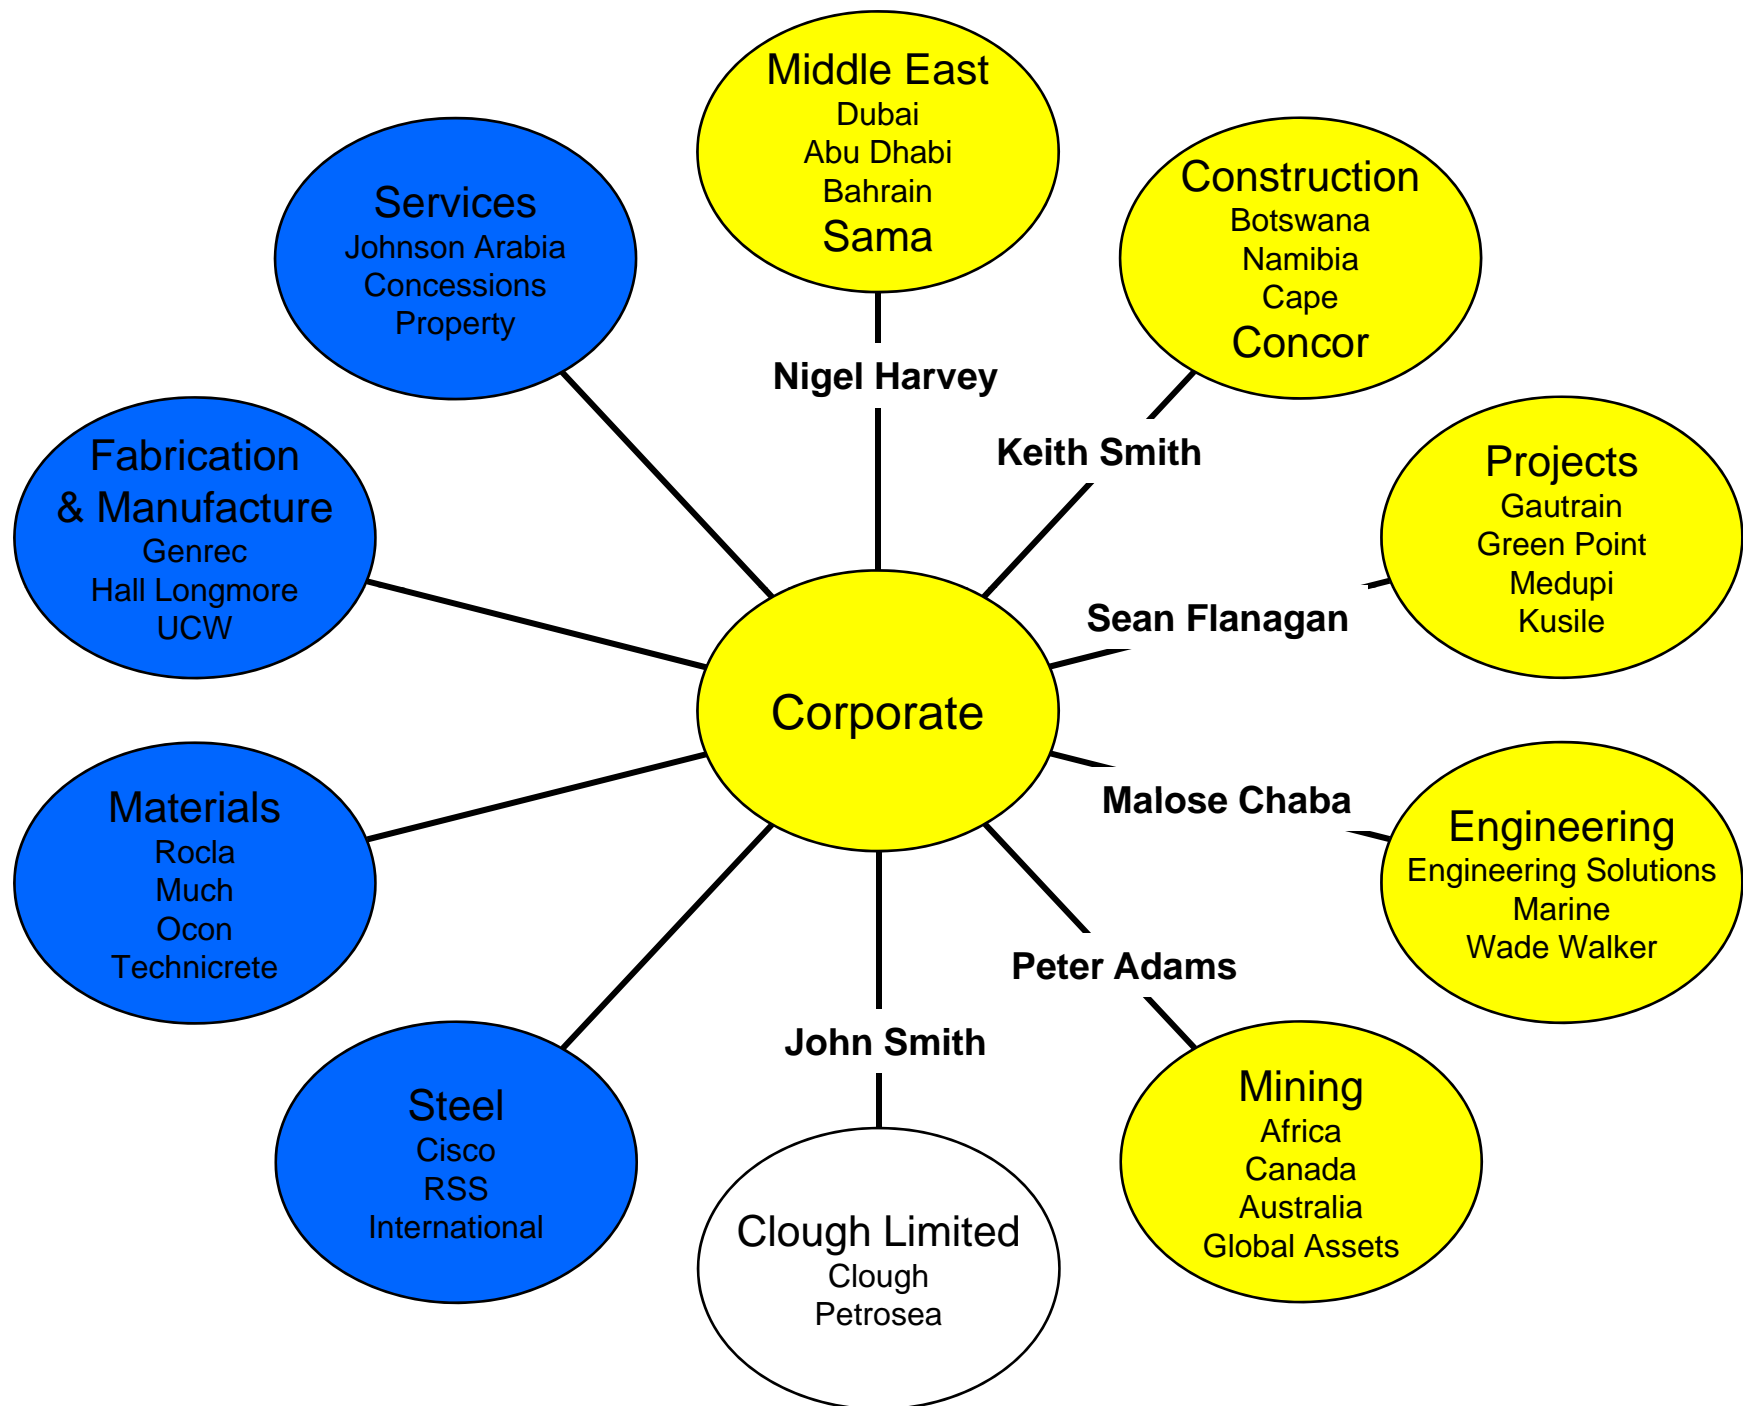 Middle East
Dubai
Abu Dhabi
Bahrain
Sama
Services
Johnson Arabia
Concessions
Property
Construction
Botswana
Namibia
Cape
Concor
Nigel Harvey
Keith Smith
Fabrication
& Manufacture
Genrec
Hall Longmore
UCW
Projects
Gautrain
Green Point
Medupi
Kusile
Sean Flanagan
Corporate
Malose Chaba
Materials
Rocla
Much
Ocon
Technicrete
Engineering
Engineering Solutions
Marine
Wade Walker
Peter Adams
John Smith
Steel
Cisco
RSS
International
Clough Limited
Clough
Petrosea
Mining
Africa
Canada
Australia
Global Assets